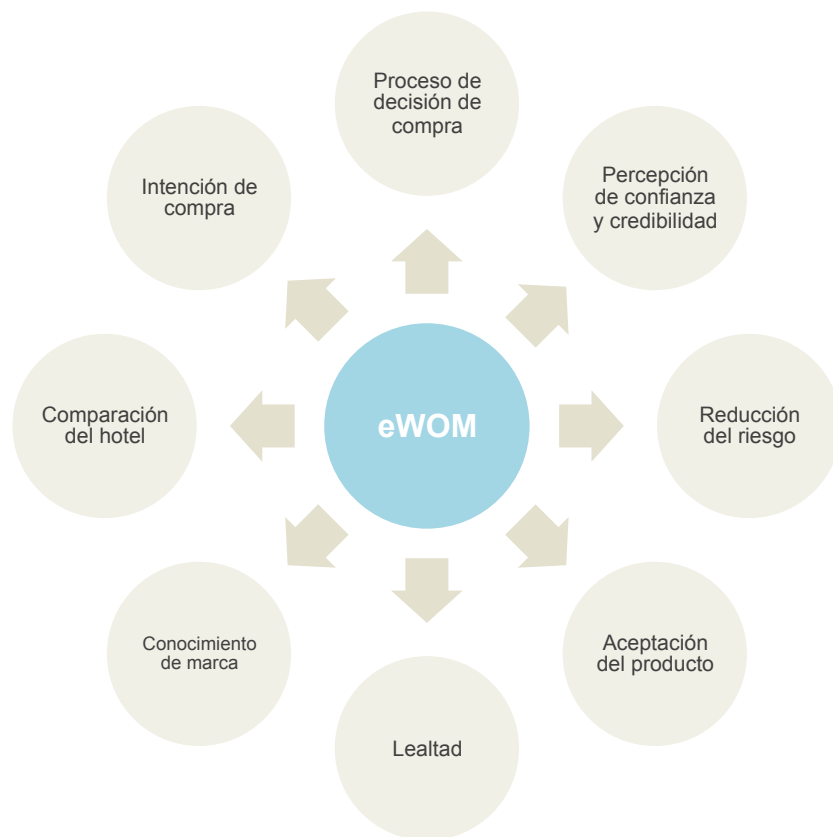 Proceso de
decisión de
compra
Percepción
de confianza
y credibilidad
Reducción
del riesgo
Aceptación
del producto
Lealtad
Conocimiento
de marca
Comparación
del hotel
Intención de
compra
eWOM